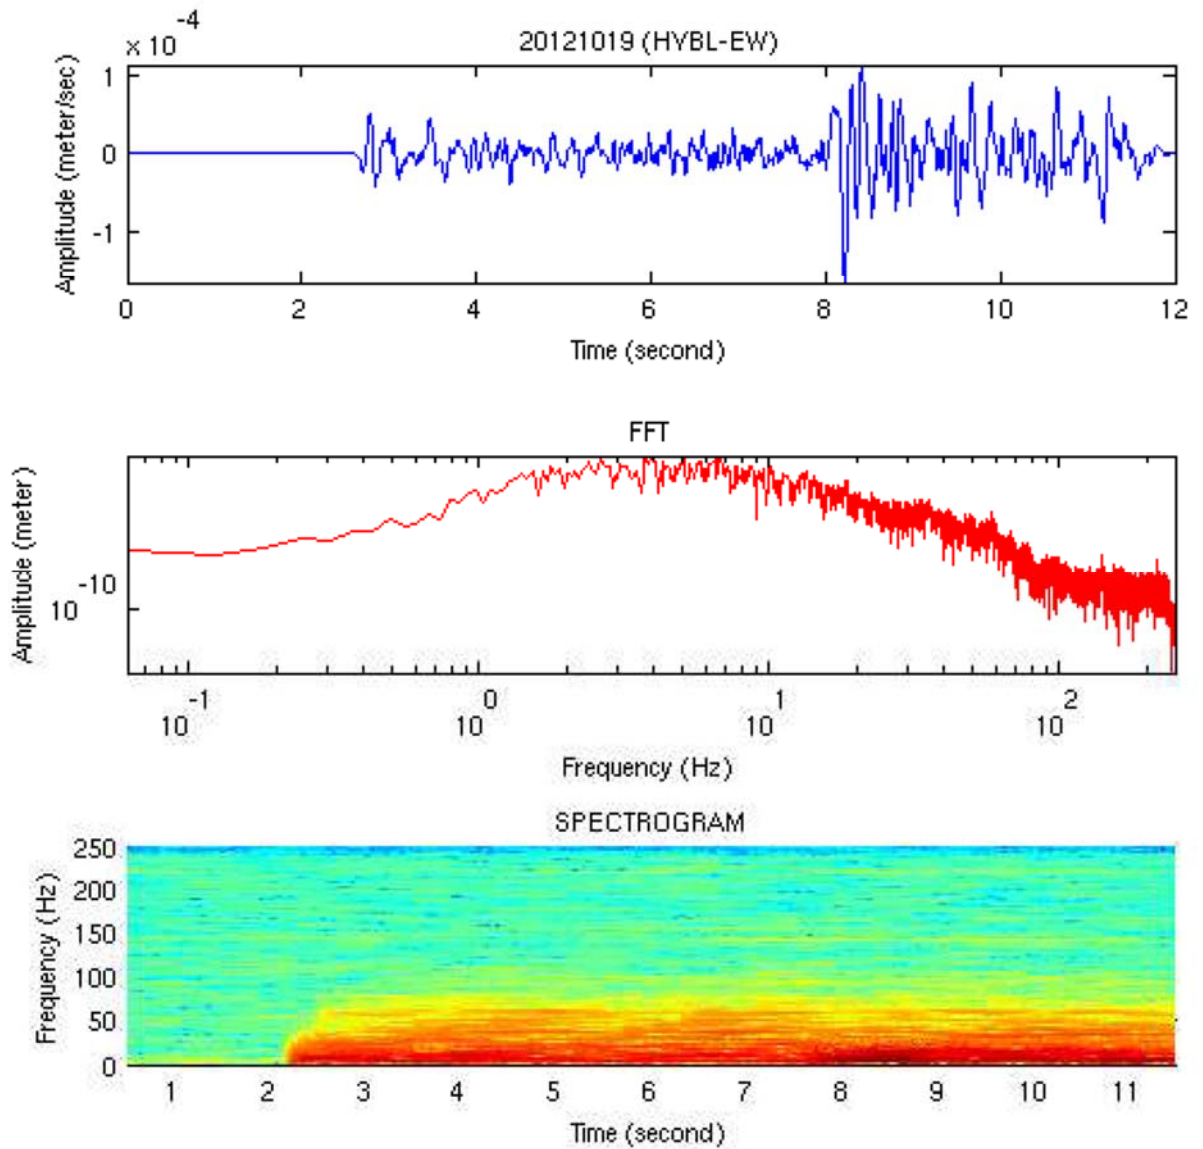 × 10 -4
20121019 (HVBL-EW)
Amplitude (meter/sec)
1
0
-1
0 2 4 6 8 10 12
Time (second)
FFT
Amplitude (meter)
10 -10
10 -1 10 0 10 1 10 2
Frequency (Hz)
SPECTROGRAM
Frequency (Hz)
250
200
150
100
50
0
1 2 3 4 5 6 7 8 9 10 11
Time (second)